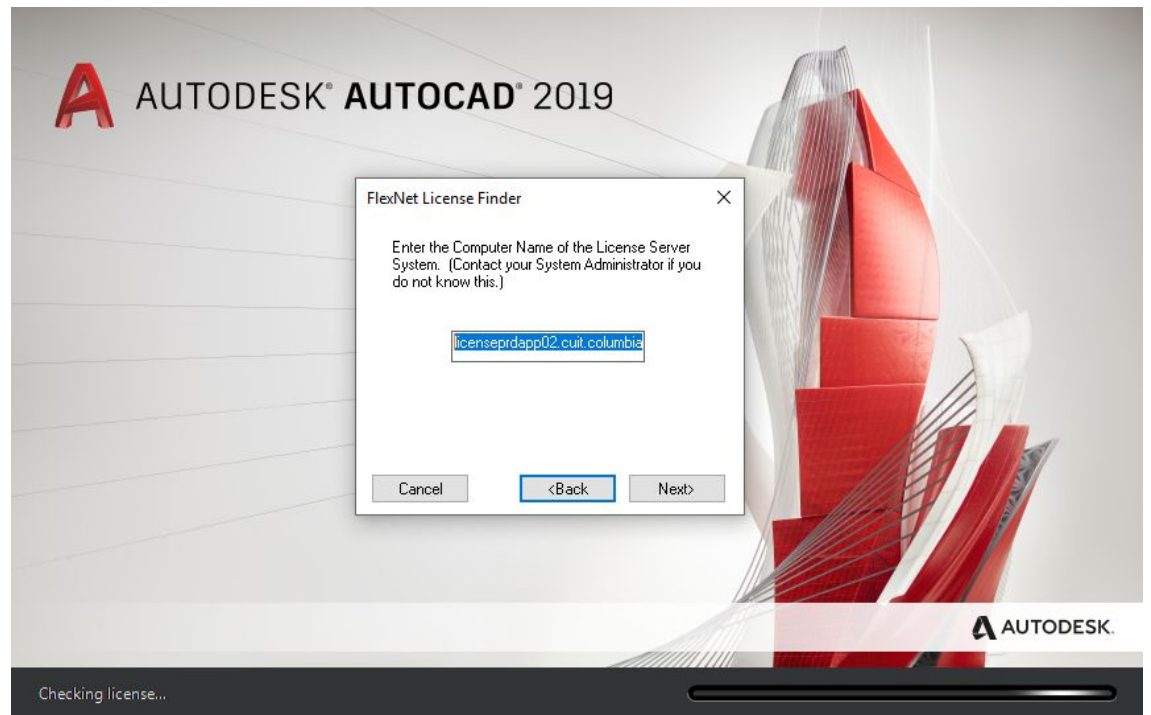 AUTODESK® AUTOCAD® 2019
FlexNet License Finder
Enter the Computer Name of the License Server
System. (Contact your System Administrator if you
do not know this.)
licenseprdapp02.cuit.columbia
Cancel
<Back
Next>
AUTODESK.
Checking license...